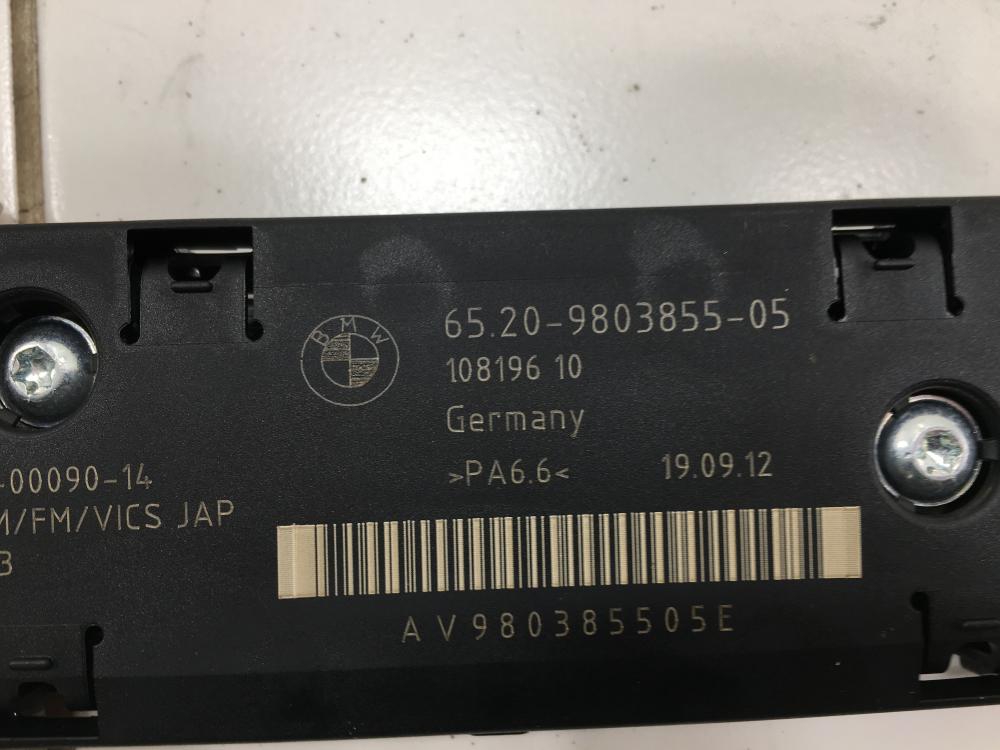 BMW
65.20-9803855-05
108196 10
Germany
>PA6.6< 19.09.12
-00090-14
M/FM/VICS JAP
3
AV980385505E